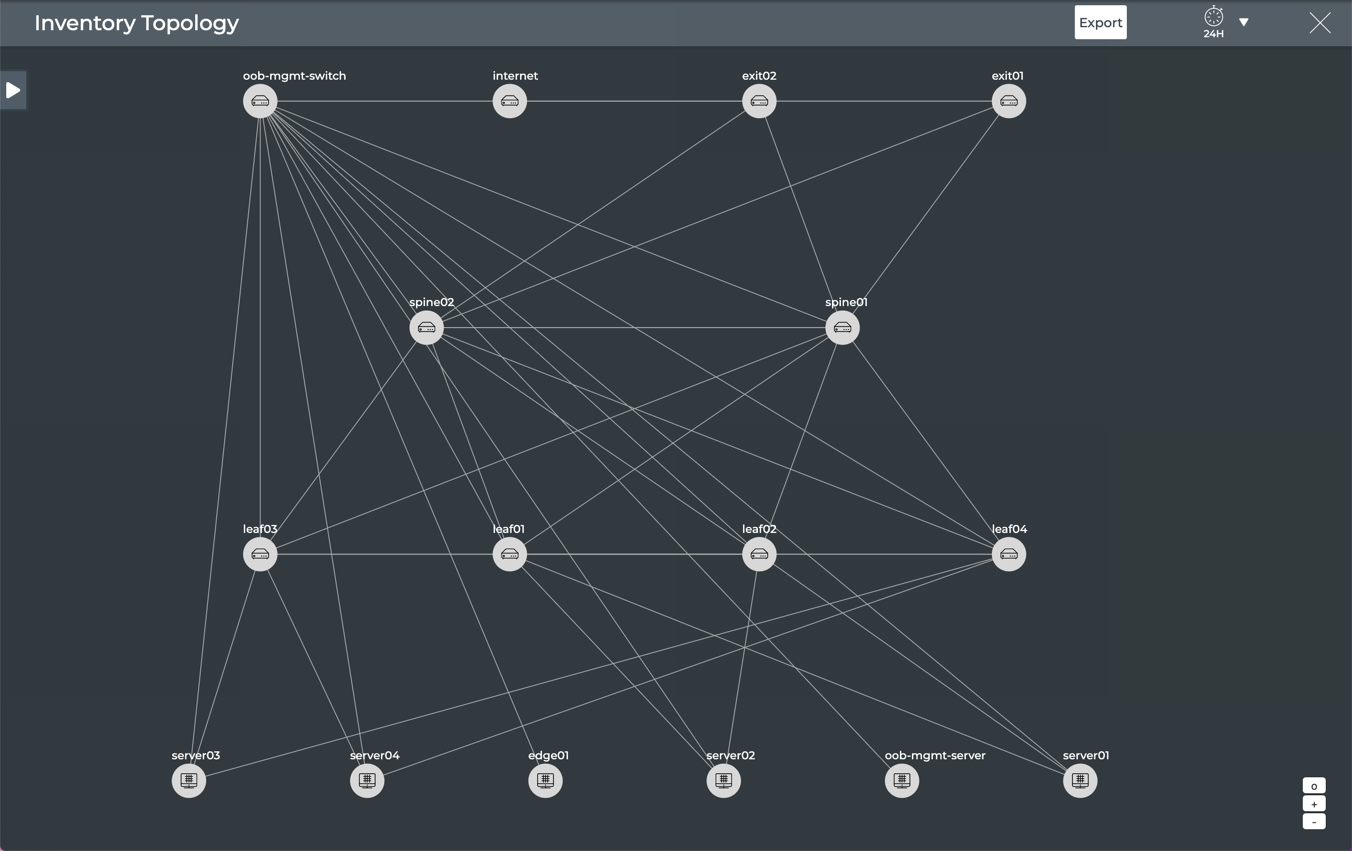 Inventory Topology
Export
24H
oob-mgmt-switch
internet
exit02
exit01
spine02
spine01
leaf03
leaf01
leaf02
leaf04
server03
server04
edge01
server02
oob-mgmt-server
server01
0
+
-